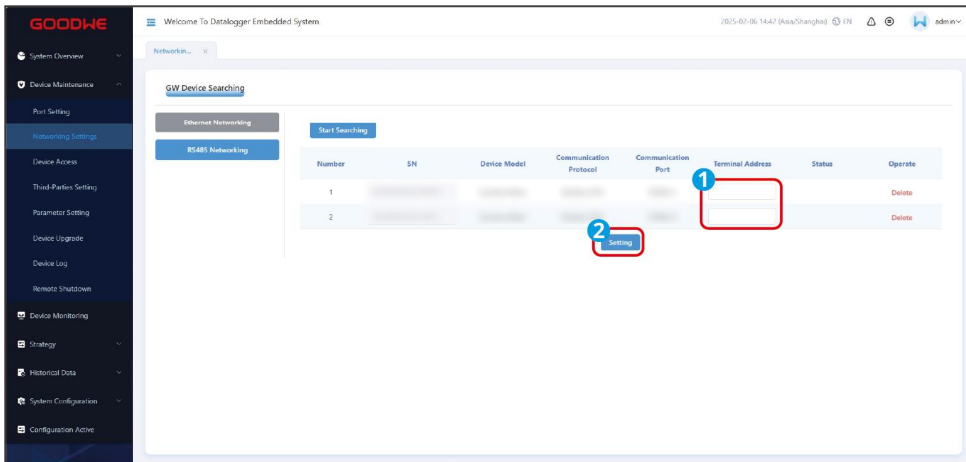 GOODWE
Welcome To Datalogger Embedded System
2025-02-06 14:42 (Asia/Shanghai) EN admin
System Overview
Networkin... ×
Device Maintenance
GW Device Searching
Port Setting
Ethernet Networking
Start Searching
Networking Settings
RS485 Networking
Number SN Device Model Communication Protocol Communication Port Terminal Address Status Operate
Device Access
1
Third-Parties Setting
1 Delete
Parameter Setting
2 Delete
2
Device Upgrade
Setting
Device Log
Remote Shutdown
Device Monitoring
Strategy
Historical Data
System Configuration
Configuration Active